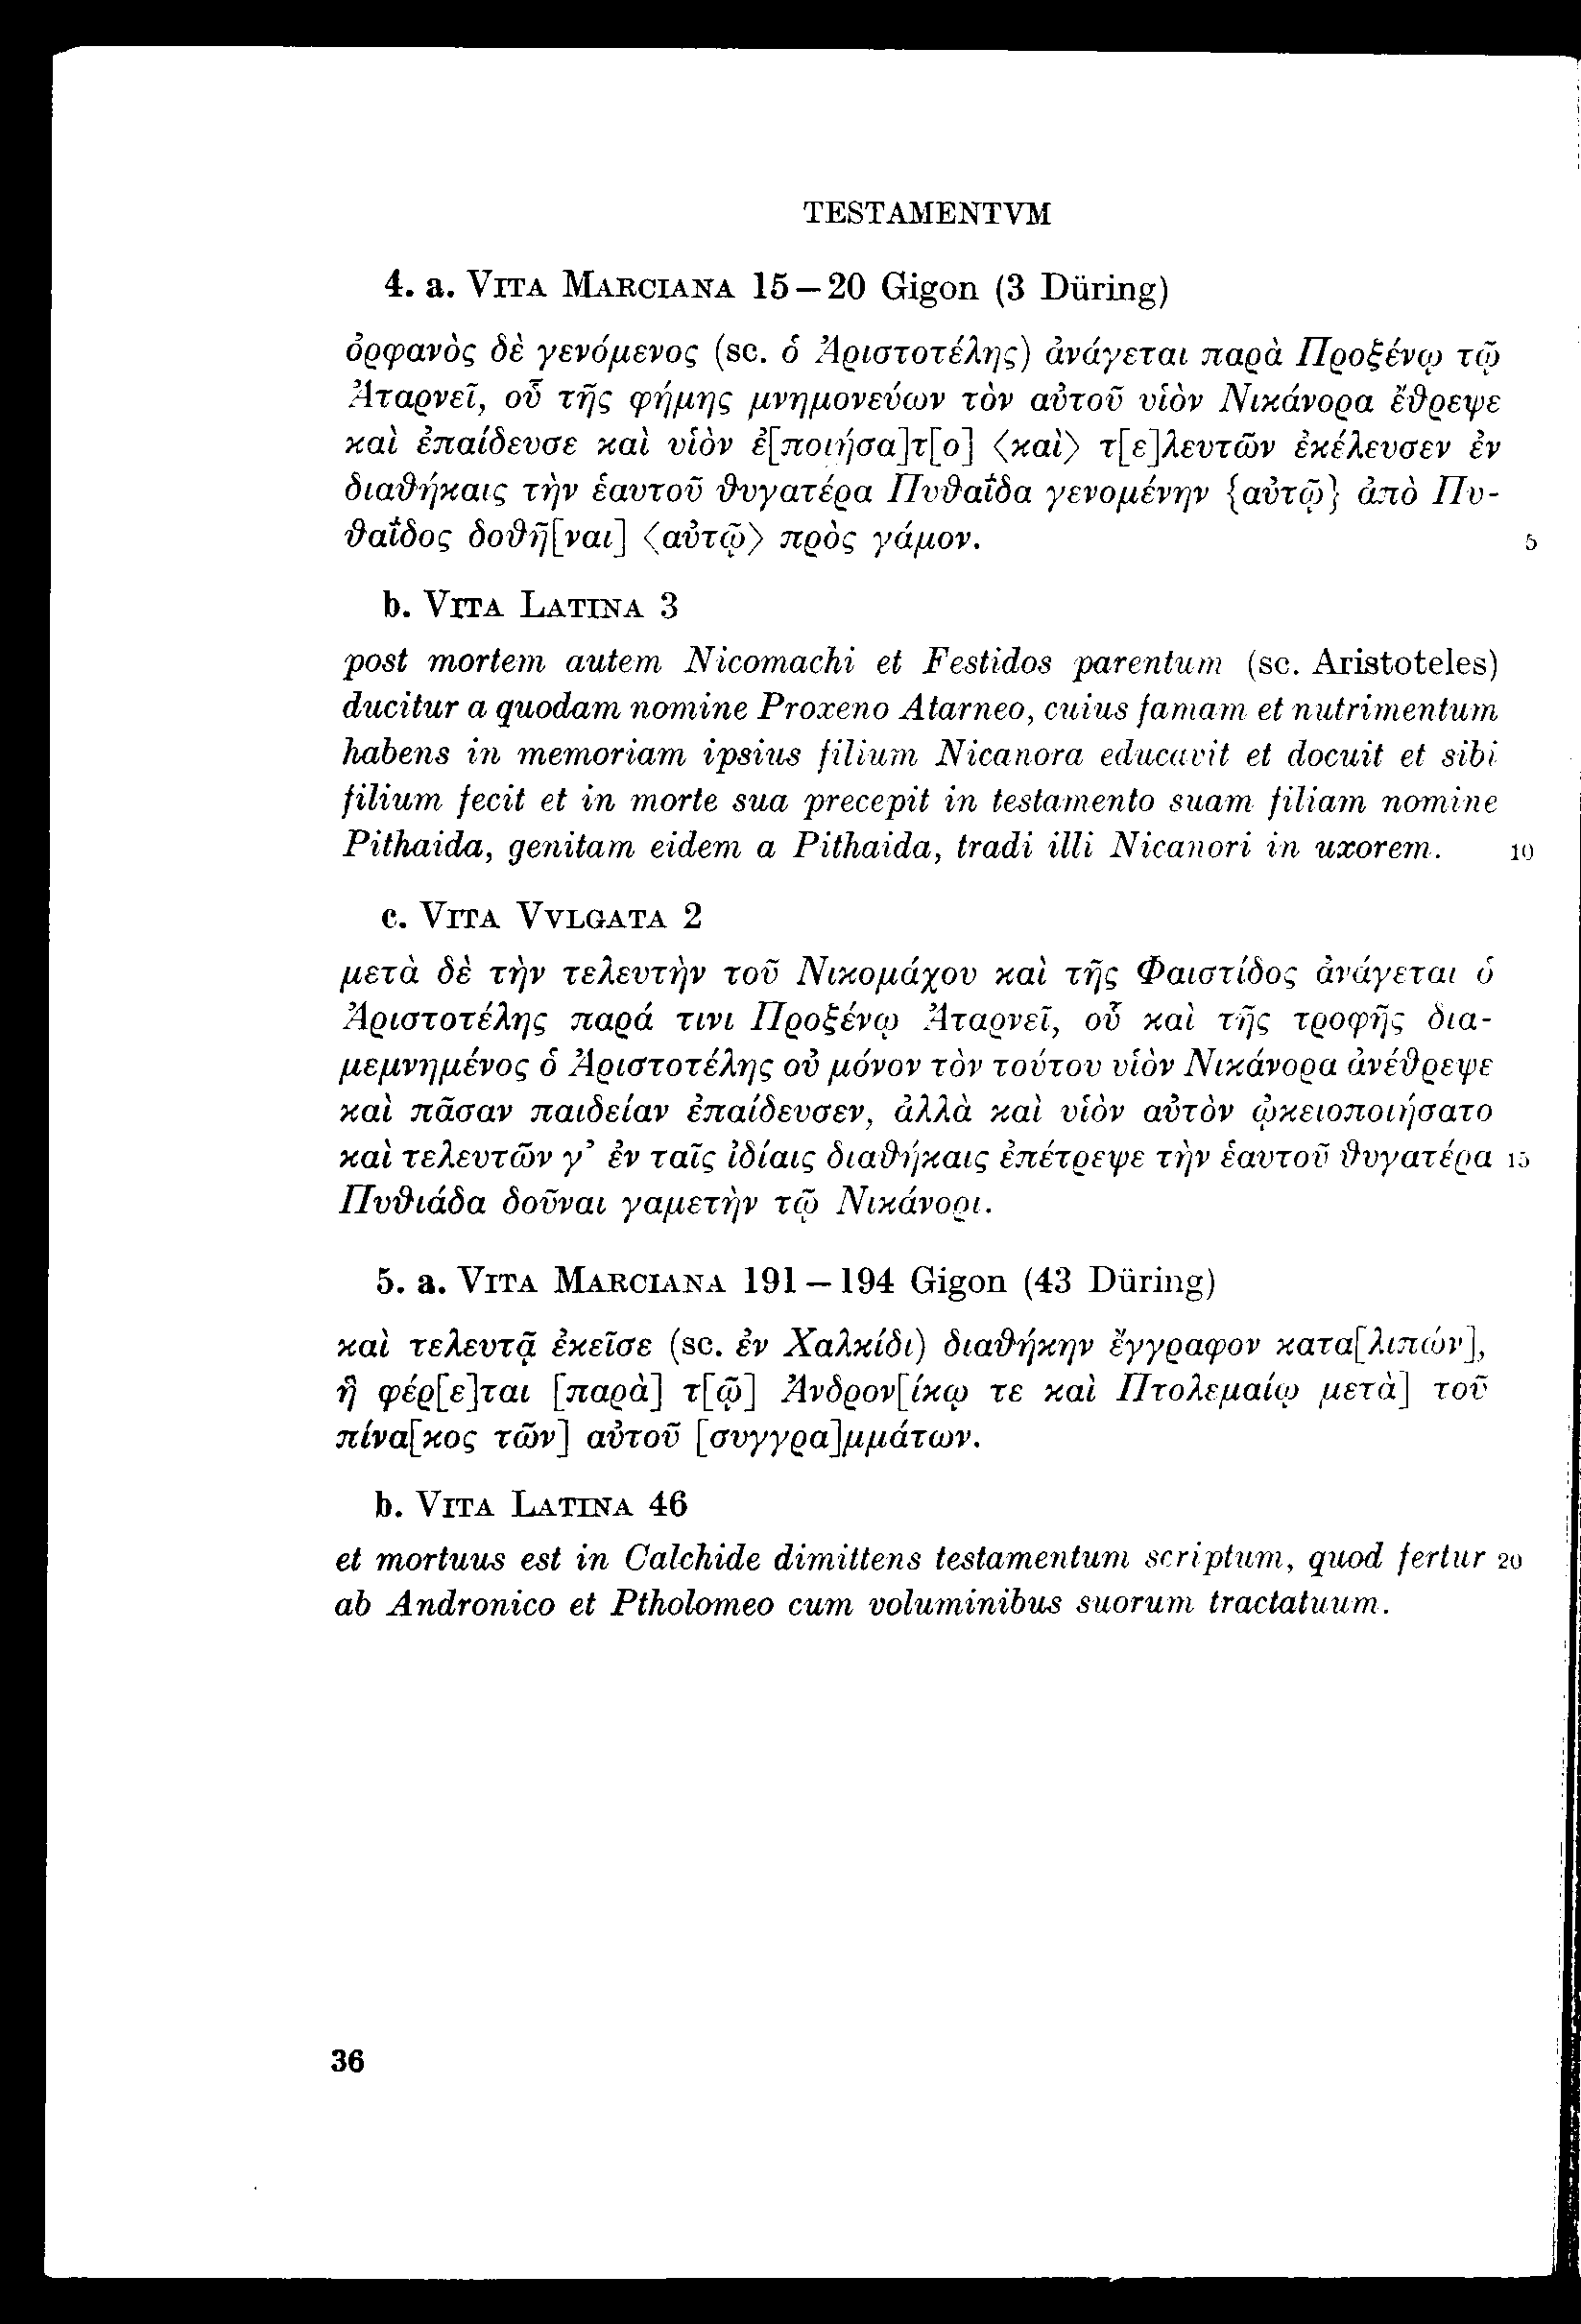 TESTAMENTVM
4. a. VITA MARCIANA 15–20 Gigon (3 Düring)
ὀρφανὸς δὲ γενόμενος (sc. ὁ Ἀριστοτέλης) ἀνάγεται παρὰ Προξένῳ τῷ
Ἀταρνεῖ, οὗ τῆς φήμης μνημονεύων τὸν αὐτοῦ υἱὸν Νικάνορα ἔθρεψε
καὶ ἐπαίδευσε καὶ υἱὸν ἐ[ποιήσα]τ[ο] ⟨καὶ⟩ τ[ε]λευτῶν ἐκέλευσεν ἐν
διαθήκαις τὴν ἑαυτοῦ θυγατέρα Πυθαΐδα γενομένην {αὐτῷ} ἀπὸ Πυ-
θαΐδος δοθῆ[ναι] ⟨αὐτῷ⟩ πρὸς γάμον. 5
b. VITA LATINA 3
post mortem autem Nicomachi et Festidos parentum (sc. Aristoteles)
ducitur a quodam nomine Proxeno Atarneo, cuius famam et nutrimentum
habens in memoriam ipsius filium Nicanora educavit et docuit et sibi
filium fecit et in morte sua precepit in testamento suam filiam nomine
Pithaida, genitam eidem a Pithaida, tradi illi Nicanori in uxorem. 10
c. VITA VVLGATA 2
μετὰ δὲ τὴν τελευτὴν τοῦ Νικομάχου καὶ τῆς Φαιστίδος ἀνάγεται ὁ
Ἀριστοτέλης παρά τινι Προξένῳ Ἀταρνεῖ, οὗ καὶ τῆς τροφῆς δια-
μεμνημένος ὁ Ἀριστοτέλης οὐ μόνον τὸν τούτου υἱὸν Νικάνορα ἀνέθρεψε
καὶ πᾶσαν παιδείαν ἐπαίδευσεν, ἀλλὰ καὶ υἱὸν αὐτὸν ᾠκειοποιήσατο
καὶ τελευτῶν γ’ ἐν ταῖς ἰδίαις διαθήκαις ἐπέτρεψε τὴν ἑαυτοῦ θυγατέρα 15
Πυθιάδα δοῦναι γαμετὴν τῷ Νικάνορι.
5. a. VITA MARCIANA 191–194 Gigon (43 Düring)
καὶ τελευτᾷ ἐκεῖσε (sc. ἐν Χαλκίδι) διαθήκην ἔγγραφον κατα[λιπών],
ἣ φέρ[ε]ται [παρὰ] τ[ῷ] Ἀνδρον[ίκῳ τε καὶ Πτολεμαίῳ μετὰ] τοῦ
πίνα[κος τῶν] αὐτοῦ [συγγρα]μμάτων.
b. VITA LATINA 46
et mortuus est in Calchide dimittens testamentum scriptum, quod fertur 20
ab Andronico et Ptholomeo cum voluminibus suorum tractatuum.
36